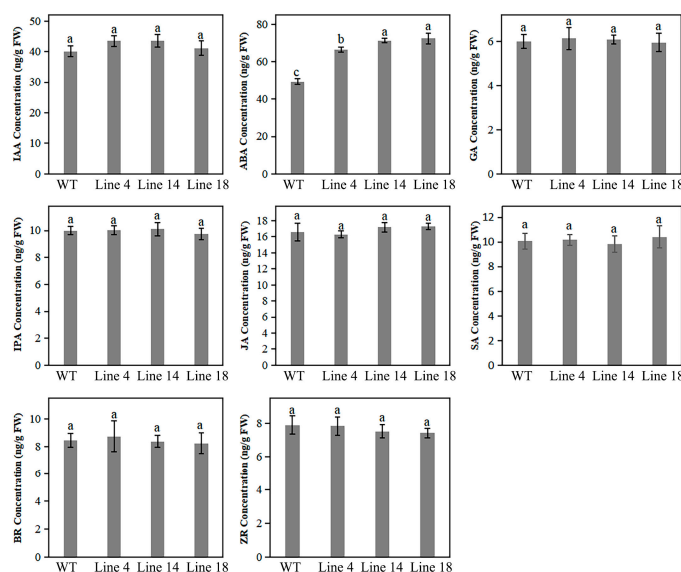 IAA Concentration (ng/g FW)
50
40
30
20
10
0
a a a a
WT Line 4 Line 14 Line 18
ABA Concentration (ng/g FW)
80
60
40
20
0
c b a a
WT Line 4 Line 14 Line 18
GA Concentration (ng/g FW)
6
4
2
0
a a a a
WT Line 4 Line 14 Line 18
IPA Concentration (ng/g FW)
10
8
6
4
2
0
a a a a
WT Line 4 Line 14 Line 18
JA Concentration (ng/g FW)
18
16
14
12
10
8
6
4
2
0
a a a a
WT Line 4 Line 14 Line 18
SA Concentration (ng/g FW)
12
10
8
6
4
2
0
a a a a
WT Line 4 Line 14 Line 18
BR Concentration (ng/g FW)
10
8
6
4
2
0
a a a a
WT Line 4 Line 14 Line 18
ZR Concentration (ng/g FW)
8
6
4
2
0
a a a a
WT Line 4 Line 14 Line 18